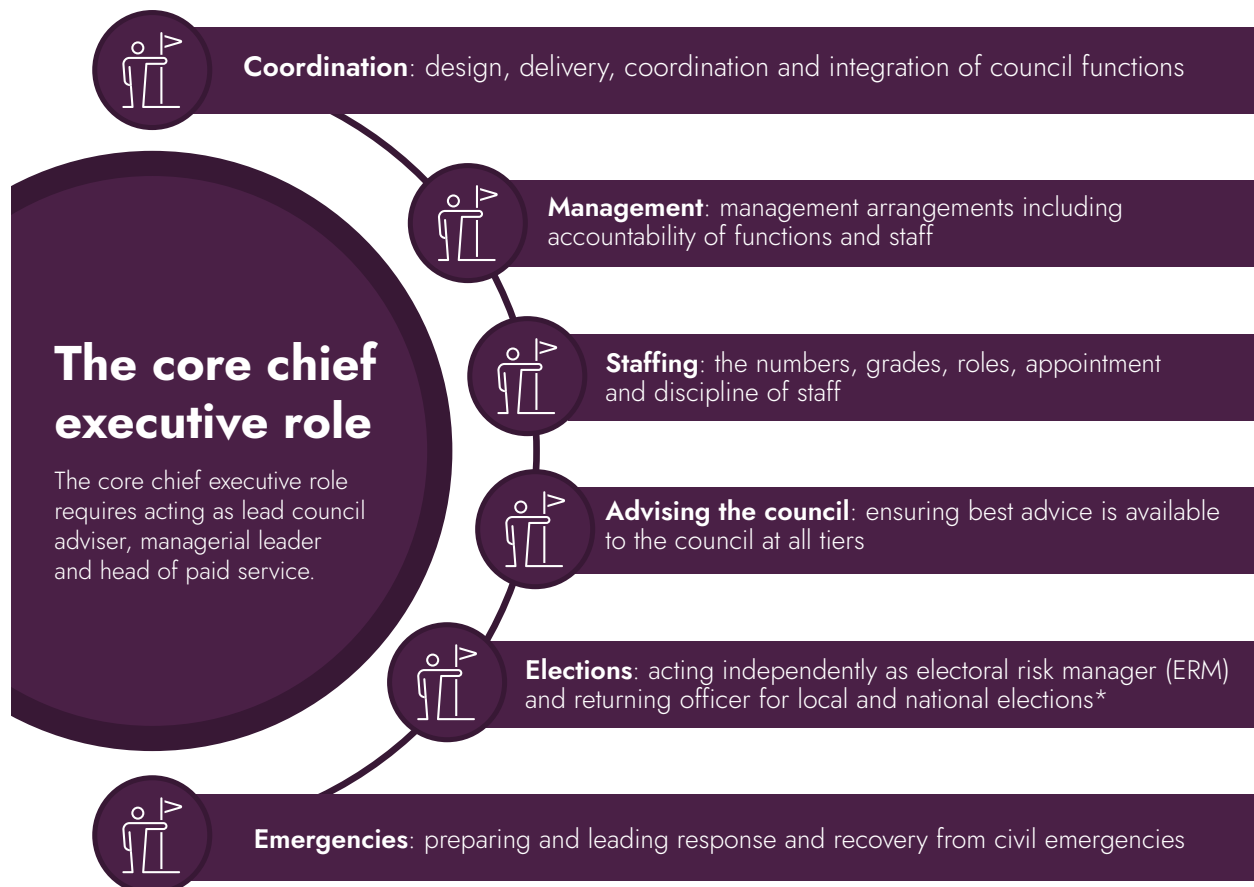 Coordination: design, delivery, coordination and integration of council functions
Management: management arrangements including
accountability of functions and staff
The core chief
executive role
The core chief executive role
requires acting as lead council
adviser, managerial leader
and head of paid service.
Staffing: the numbers, grades, roles, appointment
and discipline of staff
Advising the council: ensuring best advice is available
to the council at all tiers
Elections: acting independently as electoral risk manager (ERM)
and returning officer for local and national elections*
Emergencies: preparing and leading response and recovery from civil emergencies